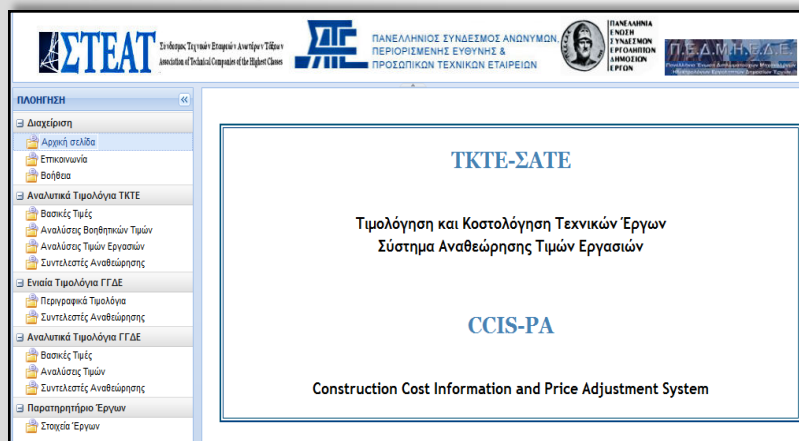 ΣΤΕΑΤ
Σύνδεσμος Τεχνικών Εταιρειών Ανωτέρων Τάξεων
Association of Technical Companies of the Highest Classes
ΠΑΝΕΛΛΗΝΙΟΣ ΣΥΝΔΕΣΜΟΣ ΑΝΩΝΥΜΩΝ,
ΠΕΡΙΟΡΙΣΜΕΝΗΣ ΕΥΘΥΝΗΣ &
ΠΡΟΣΩΠΙΚΩΝ ΤΕΧΝΙΚΩΝ ΕΤΑΙΡΕΙΩΝ
ΠΑΝΕΛΛΗΝΙΑ
ΕΝΩΣΗ
ΣΥΝΔΕΣΜΩΝ
ΕΡΓΟΛΗΠΤΩΝ
ΔΗΜΟΣΙΩΝ
ΕΡΓΩΝ
Π.Ε.Δ.Μ.Η.Ε.Δ.Ε.
ΠΛΟΗΓΗΣΗ
Διαχείριση
Αρχική σελίδα
Επικοινωνία
Βοήθεια
Αναλυτικά Τιμολόγια ΤΚΤΕ
Βασικές Τιμές
Αναλύσεις Βοηθητικών Τιμών
Αναλύσεις Τιμών Εργασιών
Συντελεστές Αναθεώρησης
Ενιαία Τιμολόγια ΓΓΔΕ
Περιγραφικά Τιμολόγια
Συντελεστές Αναθεώρησης
Αναλυτικά Τιμολόγια ΓΓΔΕ
Βασικές Τιμές
Αναλύσεις Τιμών
Συντελεστές Αναθεώρησης
Παρατηρητήριο Έργων
Στοιχεία Έργων
ΤΚΤΕ-ΣΑΤΕ
Τιμολόγηση και Κοστολόγηση Τεχνικών Έργων
Σύστημα Αναθεώρησης Τιμών Εργασιών
CCIS-PA
Construction Cost Information and Price Adjustment System